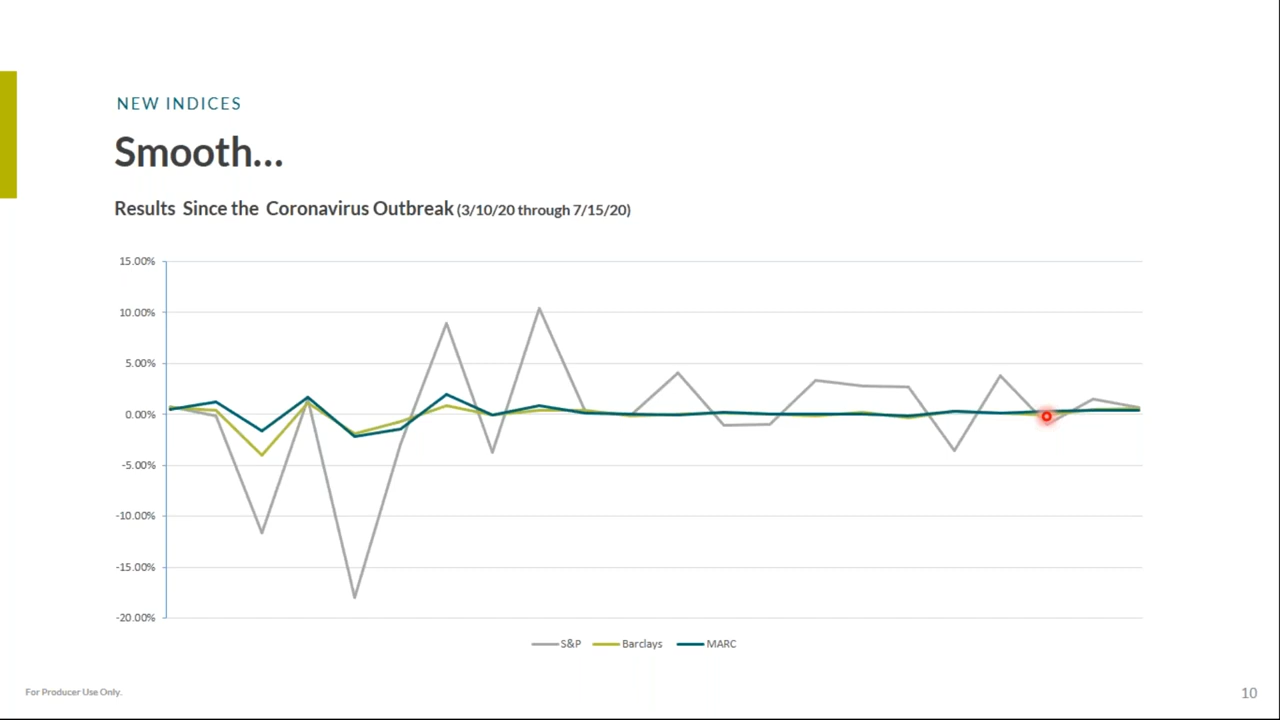 NEW INDICES
Smooth...
Results Since the Coronavirus Outbreak (3/10/20 through 7/15/20)
15.00%
10.00%
5.00%
0.00%
-5.00%
-10.00%
-15.00%
-20.00%
S&P Barclays MARC
For Producer Use Only.
10